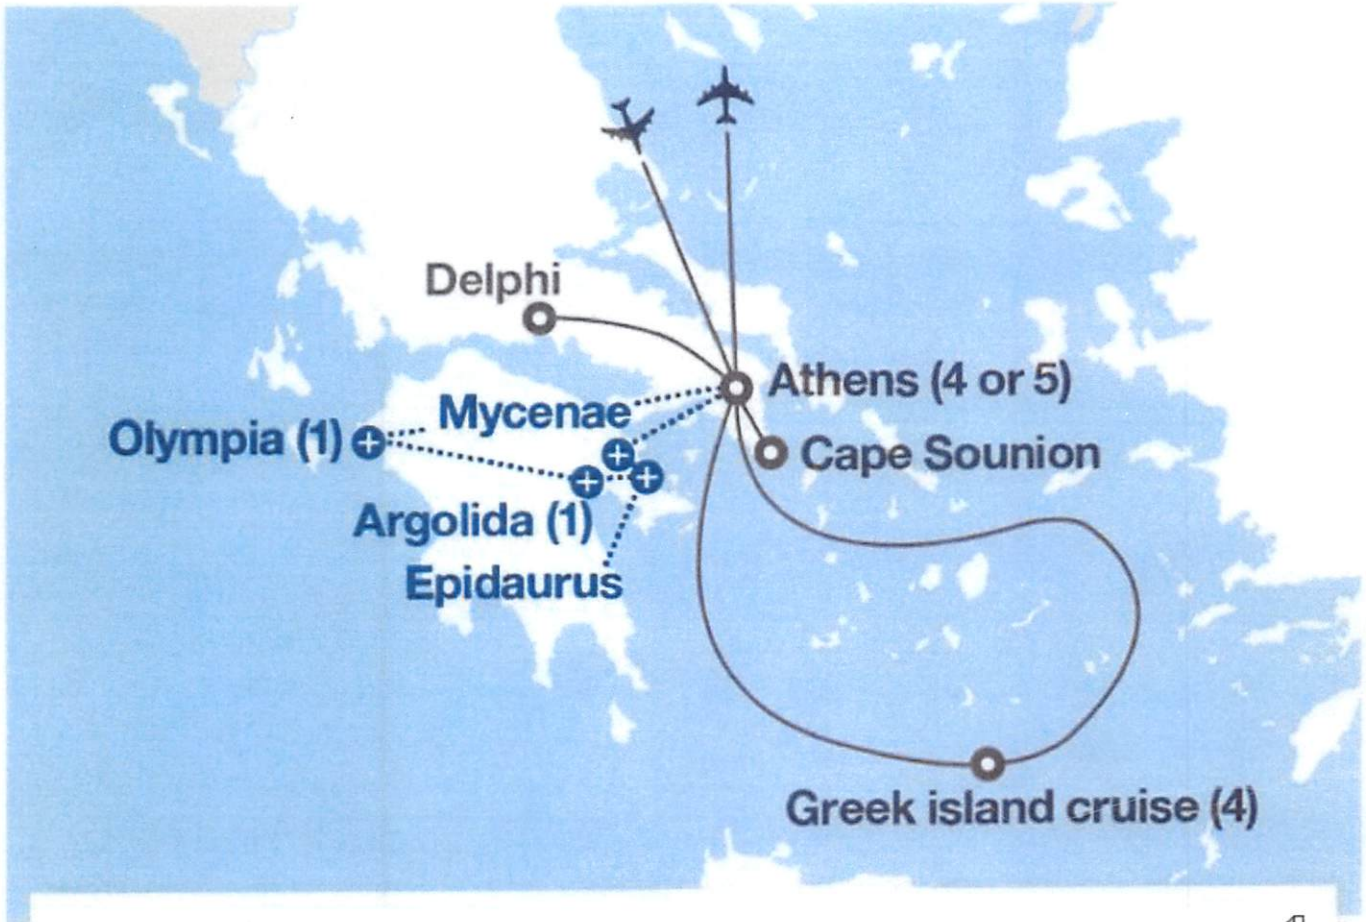 Delphi
Athens (4 or 5)
Mycenae
Olympia (1)
Cape Sounion
Argolida (1)
Epidaurus
Greek island cruise (4)